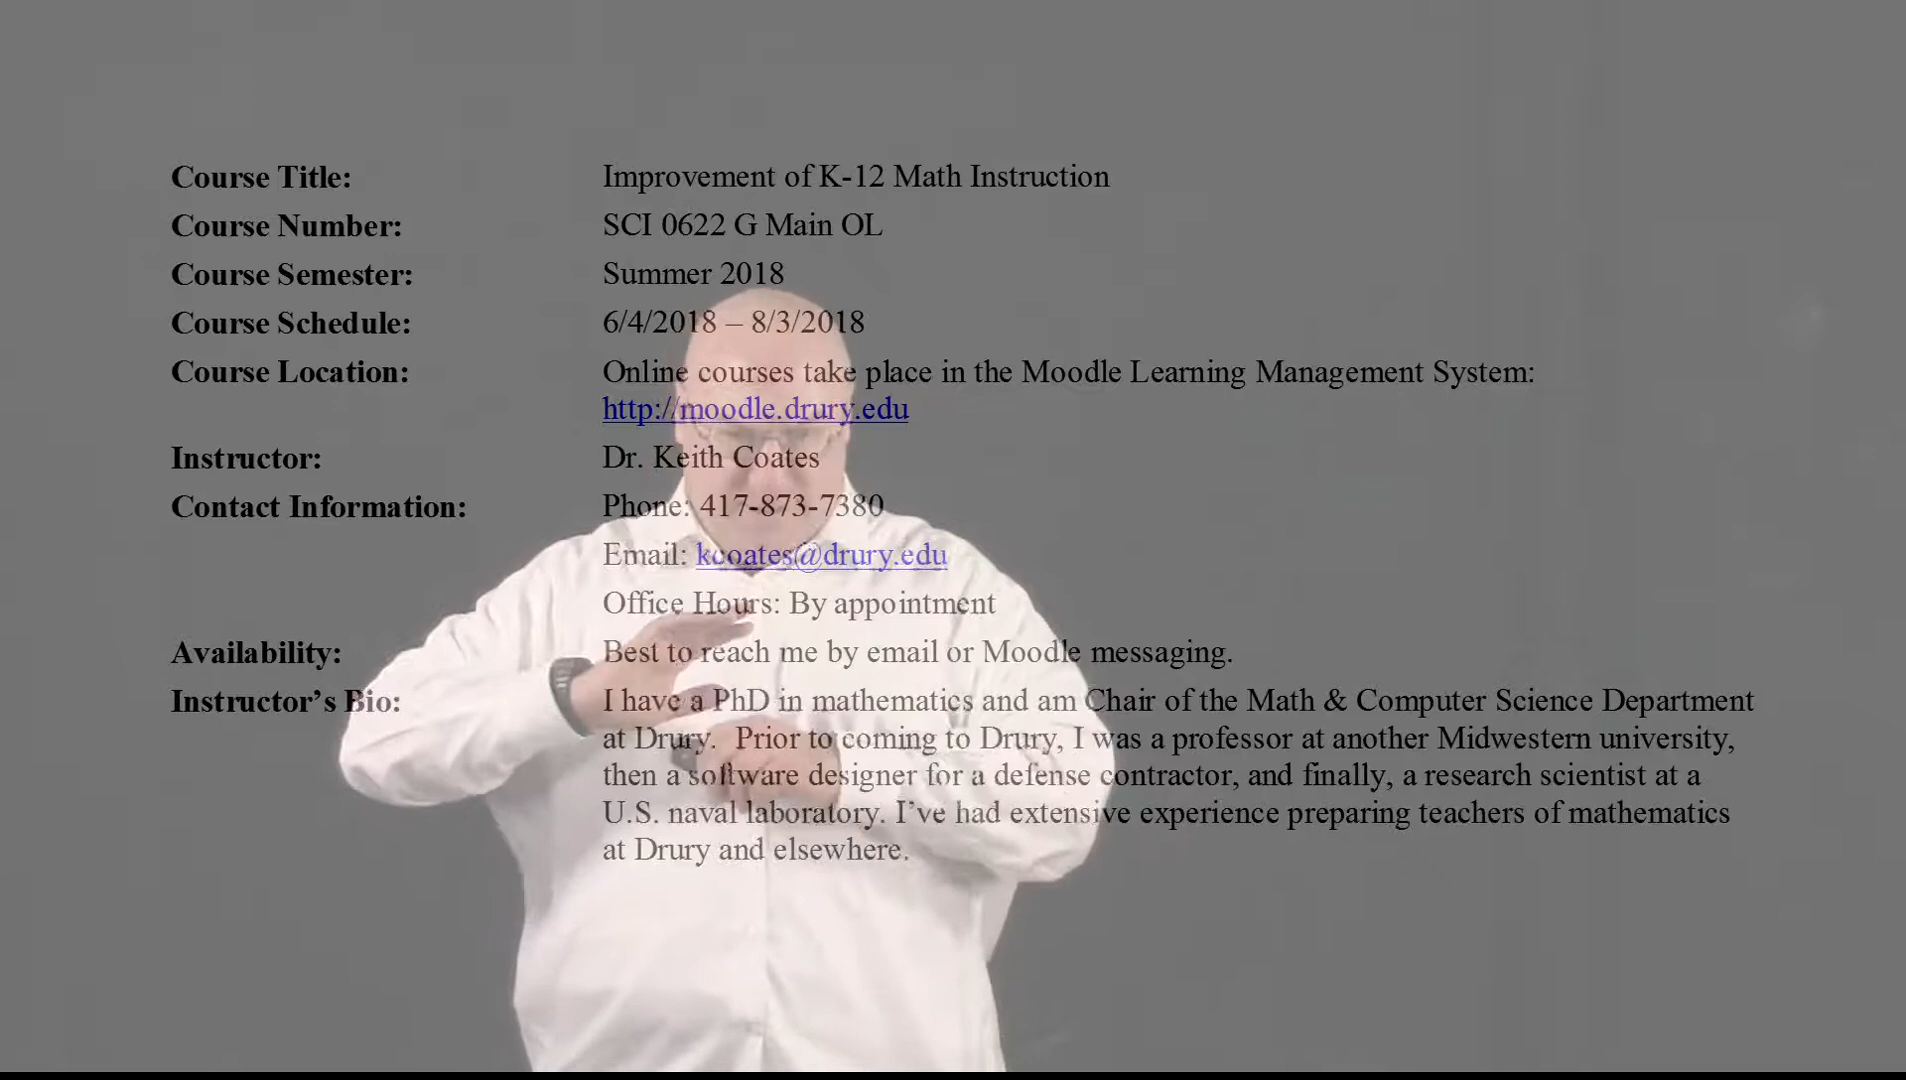 Course Title: Improvement of K-12 Math Instruction
Course Number: SCI 0622 G Main OL
Course Semester: Summer 2018
Course Schedule: 6/4/2018 – 8/3/2018
Course Location: Online courses take place in the Moodle Learning Management System:
http://moodle.drury.edu
Instructor: Dr. Keith Coates
Contact Information: Phone: 417-873-7380
Email: kcoates@drury.edu
Office Hours: By appointment
Availability: Best to reach me by email or Moodle messaging.
Instructor’s Bio: I have a PhD in mathematics and am Chair of the Math & Computer Science Department
at Drury.  Prior to coming to Drury, I was a professor at another Midwestern university,
then a software designer for a defense contractor, and finally, a research scientist at a
U.S. naval laboratory. I’ve had extensive experience preparing teachers of mathematics
at Drury and elsewhere.